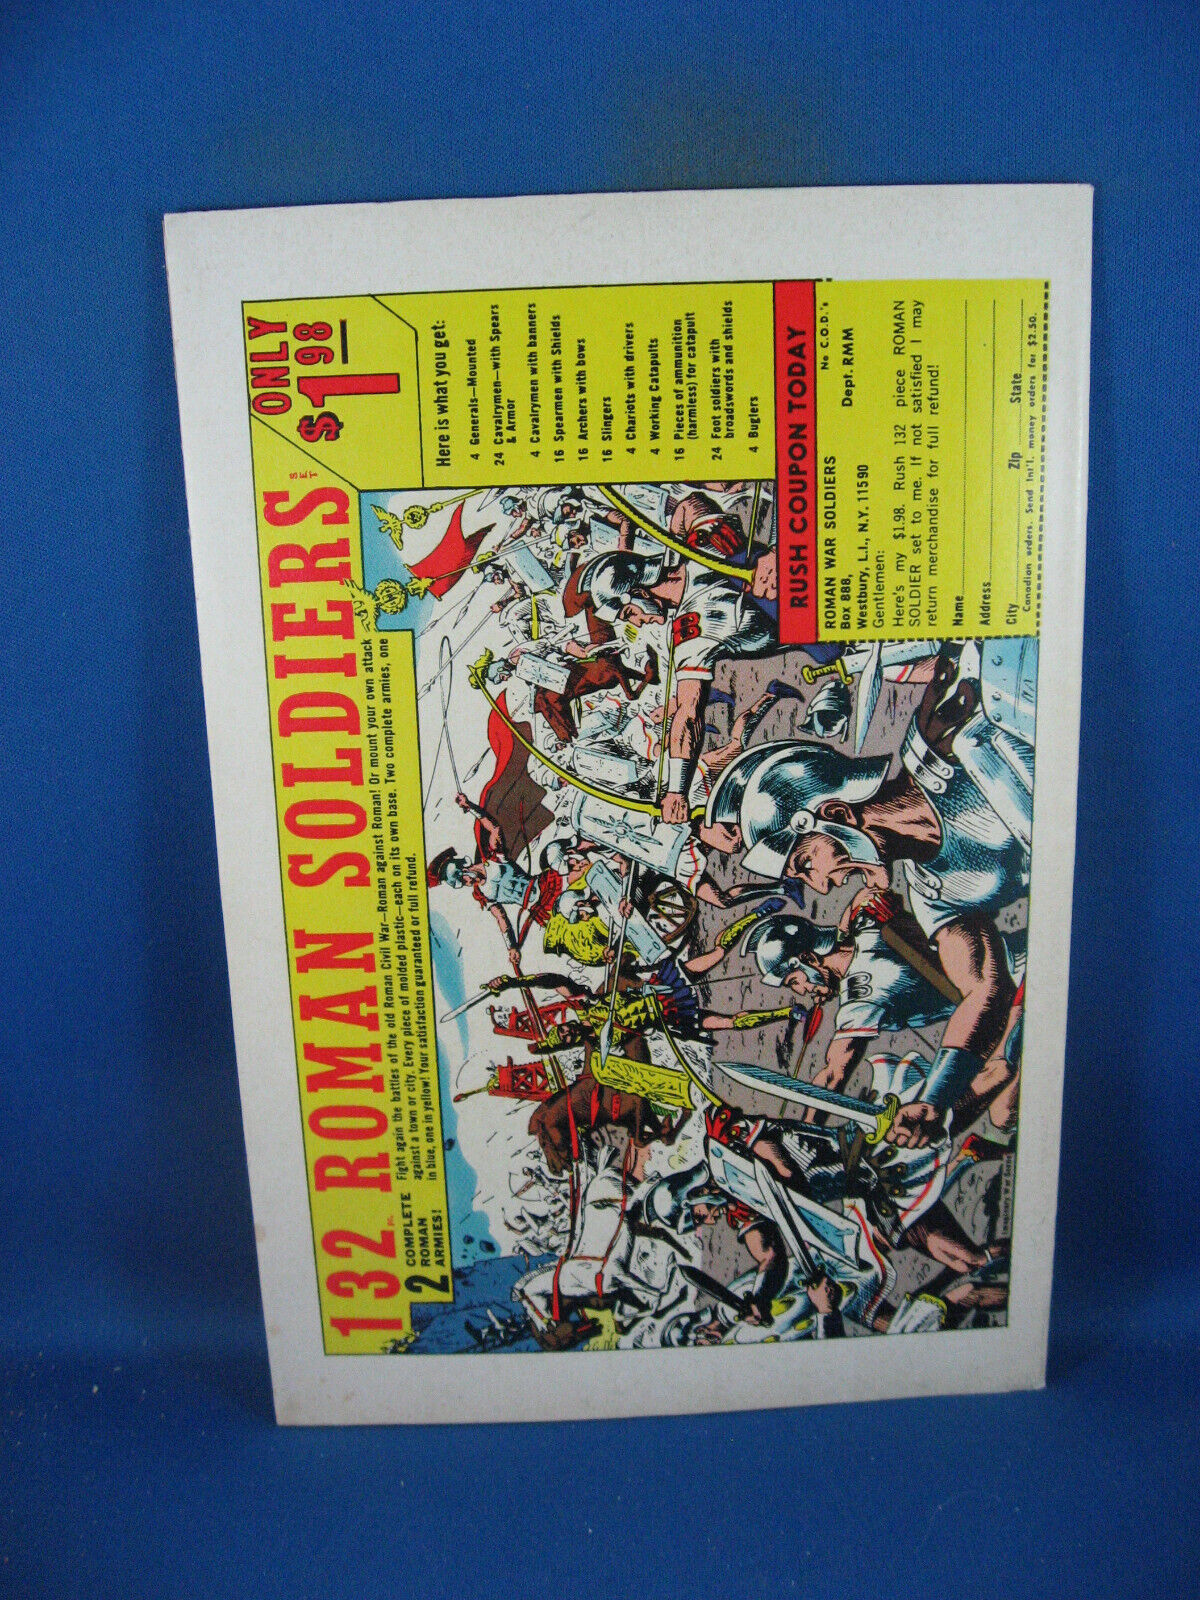 132 PC. ROMAN SOLDIERS SET
ONLY
$1 98
2 COMPLETE
ROMAN
ARMIES!
Fight again the battles of the old Roman Civil War—Roman against Roman! Or mount your own attack
against a town or city. Every piece of molded plastic—each on its own base. Two complete armies, one
in blue, one in yellow! Your satisfaction guaranteed or full refund.
Here is what you get:
4 Generals—Mounted
24 Cavalrymen—with Spears
& Armor
4 Cavalrymen with banners
16 Spearmen with Shields
16 Archers with bows
16 Slingers
4 Chariots with drivers
4 Working Catapults
16 Pieces of ammunition
(harmless) for catapult
24 Foot soldiers with
broadswords and shields
4 Buglers
RUSH COUPON TODAY
No C.O.D.'s
ROMAN WAR SOLDIERS Dept. RMM
Box 888,
Westbury, L.I., N.Y. 11590
Gentlemen:
Here's my $1.98. Rush 132 piece ROMAN
SOLDIER set to me. If not satisfied I may
return merchandise for full refund!
Name
Address
City Zip State
Canadian orders. Send Int'l. money orders for $2.50.